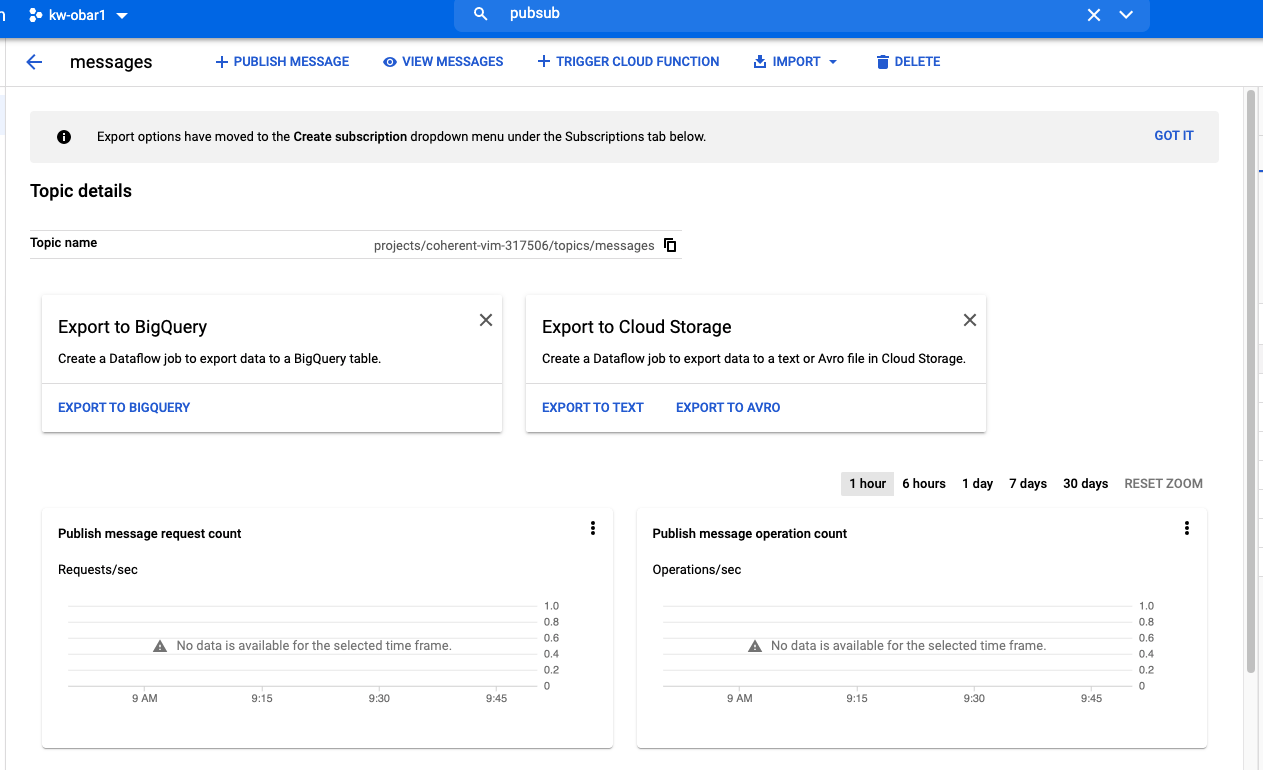 kw-obar1
pubsub
messages
PUBLISH MESSAGE
VIEW MESSAGES
TRIGGER CLOUD FUNCTION
IMPORT
DELETE
Export options have moved to the Create subscription dropdown menu under the Subscriptions tab below.
GOT IT
Topic details
Topic name
projects/coherent-vim-317506/topics/messages
Export to BigQuery
Create a Dataflow job to export data to a BigQuery table.
EXPORT TO BIGQUERY
Export to Cloud Storage
Create a Dataflow job to export data to a text or Avro file in Cloud Storage.
EXPORT TO TEXT
EXPORT TO AVRO
1 hour
6 hours
1 day
7 days
30 days
RESET ZOOM
Publish message request count
Requests/sec
1.0
0.8
No data is available for the selected time frame.
0.6
0.4
0.2
0
9 AM
9:15
9:30
9:45
Publish message operation count
Operations/sec
1.0
0.8
No data is available for the selected time frame.
0.6
0.4
0.2
0
9 AM
9:15
9:30
9:45